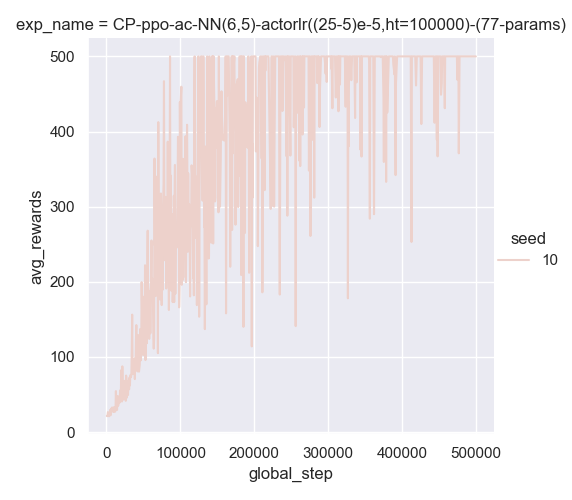 exp_name = CP-ppo-ac-NN(6,5)-actorlr((25-5)e-5,ht=100000)-(77-params)
500
400
300
200
100
0
avg_rewards
0 100000 200000 300000 400000 500000
global_step
seed
10